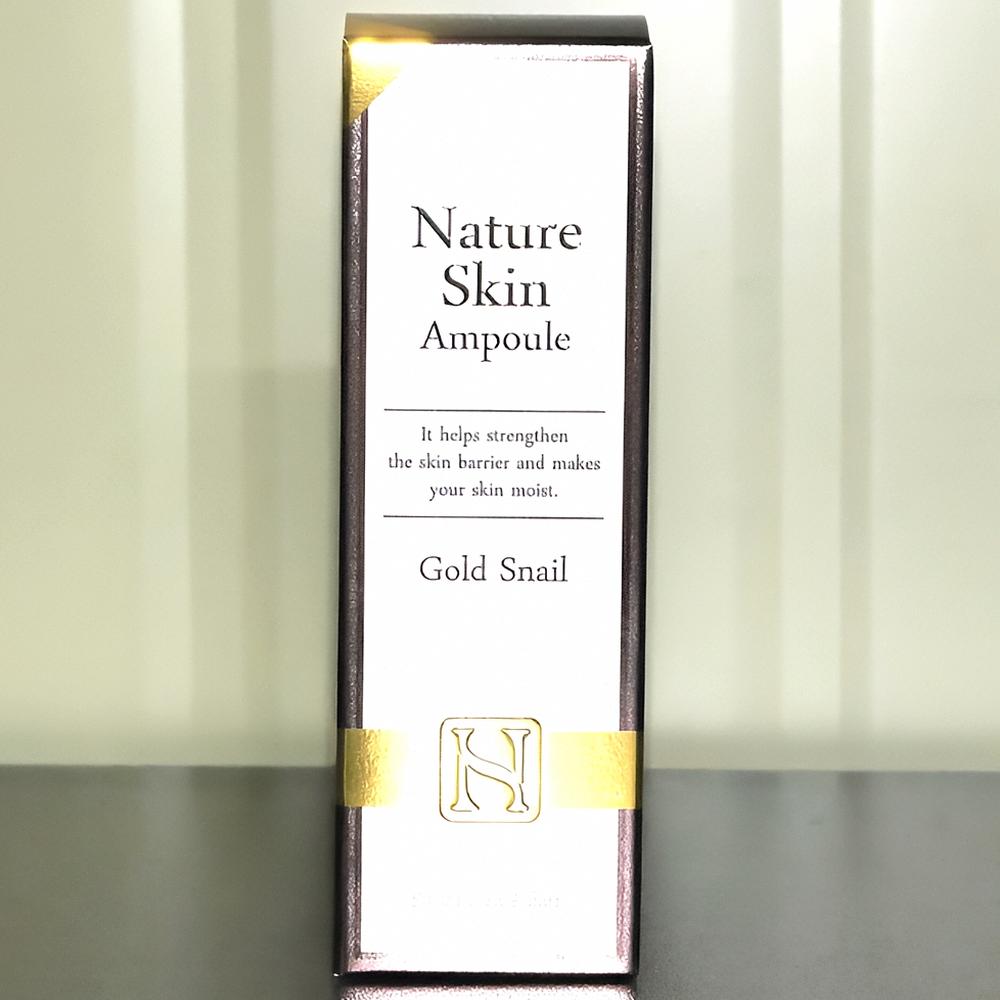 Nature
Skin
Ampoule
It helps strengthen
the skin barrier and makes
your skin moist.
Gold Snail
N